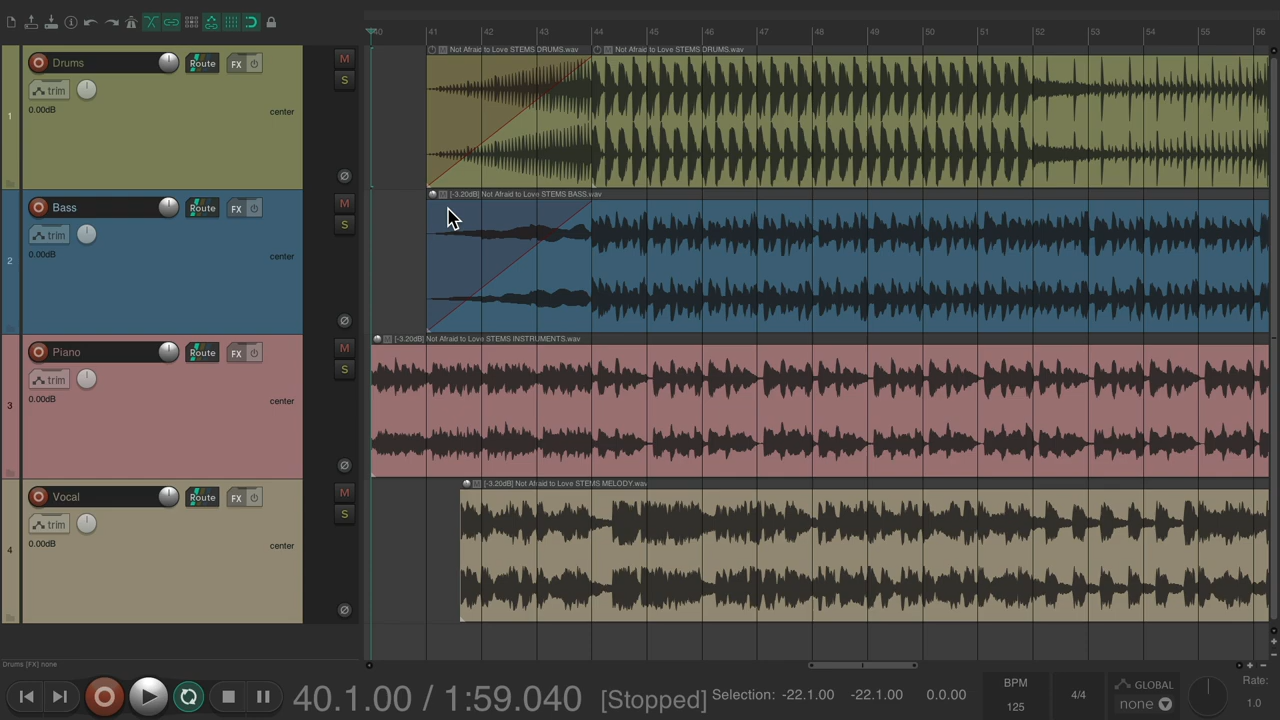 40 41 42 43 44 45 46 47 48 49 50 51 52 53 54 55 56
Not Afraid to Love STEMS DRUMS.wav Not Afraid to Love STEMS DRUMS.wav
1 Drums Route FX M
trim S
0.00dB center
[-3.20dB] Not Afraid to Love STEMS BASS.wav
2 Bass Route FX M
trim S
0.00dB center
[-3.20dB] Not Afraid to Love STEMS INSTRUMENTS.wav
3 Piano Route FX M
trim S
0.00dB center
[-3.20dB] Not Afraid to Love STEMS MELODY.wav
4 Vocal Route FX M
trim S
0.00dB center
Drums [FX] none
40.1.00 / 1:59.040 [Stopped] Selection: -22.1.00 -22.1.00 0.0.00
BPM
125
4/4
GLOBAL
none
Rate:
1.0